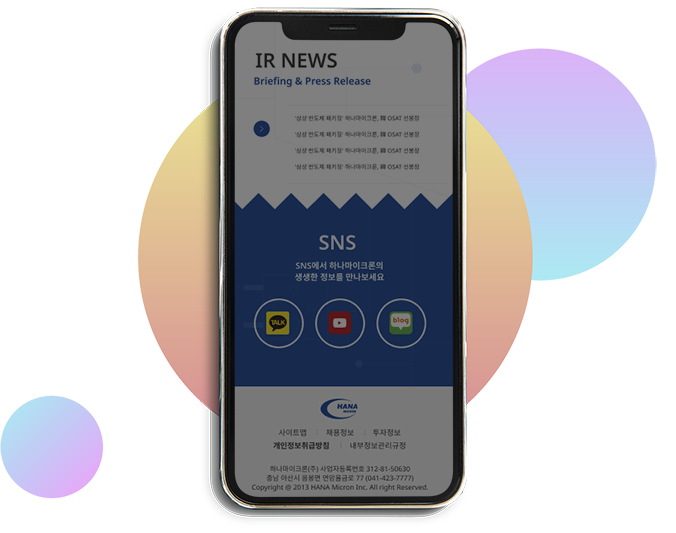 IR NEWS
Briefing & Press Release
'삼성 반도체 패키징' 하나마이크론, 韓 OSAT 선봉장
'삼성 반도체 패키징' 하나마이크론, 韓 OSAT 선봉장
'삼성 반도체 패키징' 하나마이크론, 韓 OSAT 선봉장
'삼성 반도체 패키징' 하나마이크론, 韓 OSAT 선봉장
SNS
SNS에서 하나마이크론의
생생한 정보를 만나보세요
TALK
blog
HANA
MICRON
사이트맵 채용정보 투자정보
개인정보취급방침 내부정보관리규정
하나마이크론(주) 사업자등록번호 312-81-50630
충남 아산시 음봉면 연암율금로 77 (041-423-7777)
Copyright @ 2013 HANA Micron Inc. All right Reserved.